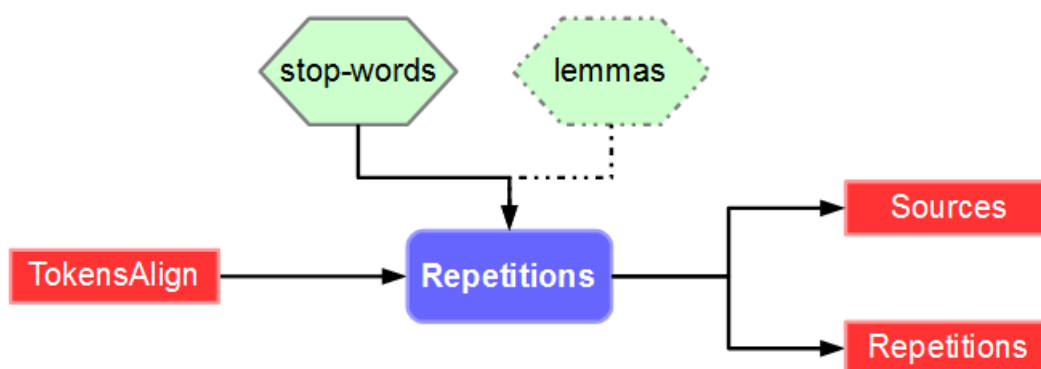 stop-words
lemmas
TokensAlign
Repetitions
Sources
Repetitions